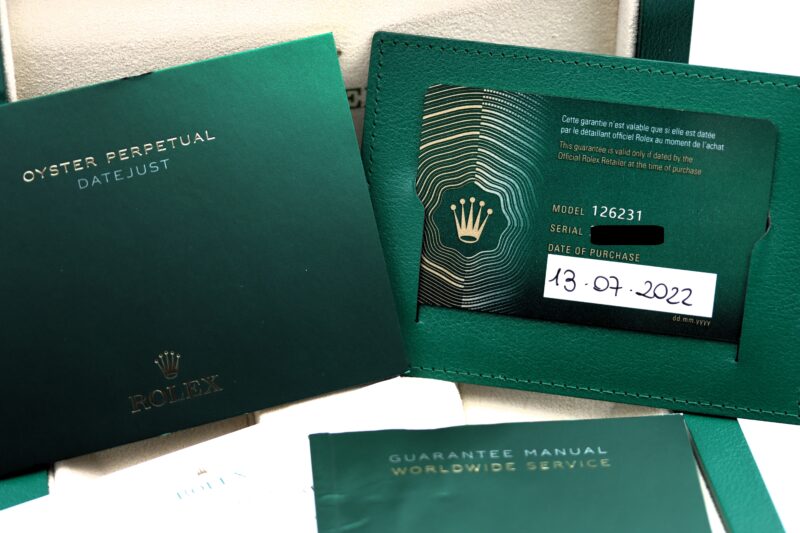 OYSTER PERPETUAL
DATEJUST
ROLEX
Cette garantie n'est valable que si elle est datée
par le détaillant officiel Rolex au moment de l'achat
This guarantee is valid only if dated by the
Official Rolex Retailer at the time of purchase
MODEL 126231
SERIAL
DATE OF PURCHASE
13.07.2022
dd.mm.yyyy
ROLEX
GUARANTEE MANUAL
WORLDWIDE SERVICE